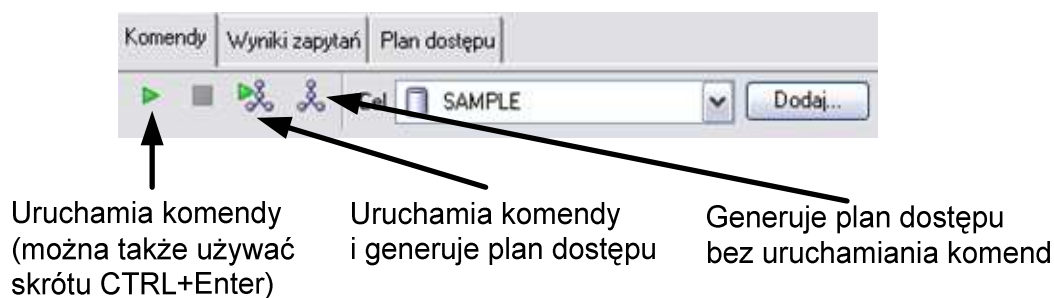 Komendy Wyniki zapytań Plan dostępu
SAMPLE Dodaj...
Uruchamia komendy
(można także używać
skrótu CTRL+Enter)
Uruchamia komendy
i generuje plan dostępu
Generuje plan dostępu
bez uruchamiania komend